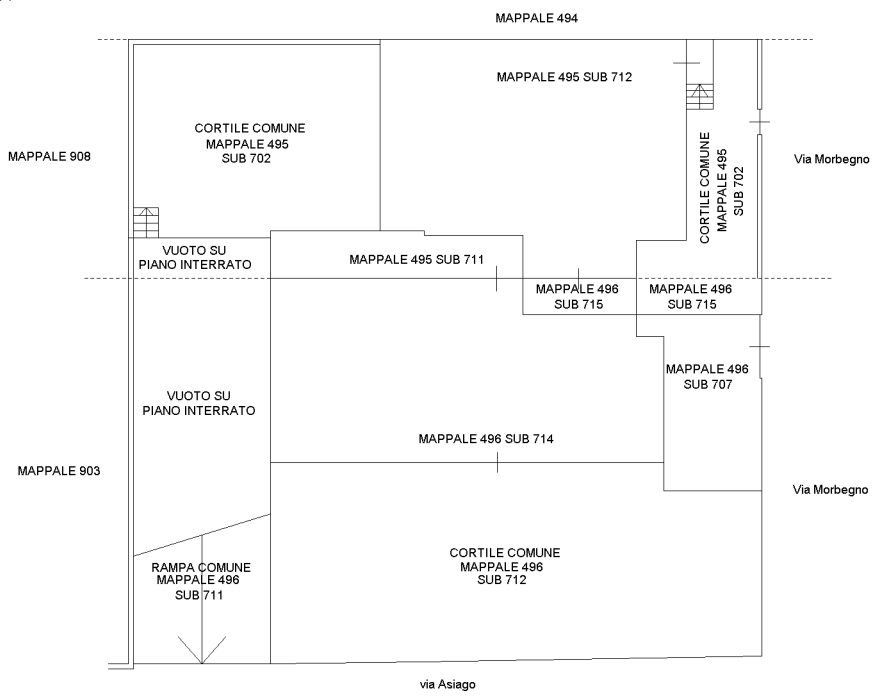 MAPPALE 494
MAPPALE 495 SUB 712
CORTILE COMUNE
MAPPALE 495
SUB 702
MAPPALE 908
Via Morbegno
CORTILE COMUNE
MAPPALE 495
SUB 702
VUOTO SU
PIANO INTERRATO
MAPPALE 495 SUB 711
MAPPALE 496
SUB 715
MAPPALE 496
SUB 715
MAPPALE 496
SUB 707
VUOTO SU
PIANO INTERRATO
MAPPALE 496 SUB 714
MAPPALE 903
Via Morbegno
CORTILE COMUNE
MAPPALE 496
SUB 712
RAMPA COMUNE
MAPPALE 496
SUB 711
via Asiago